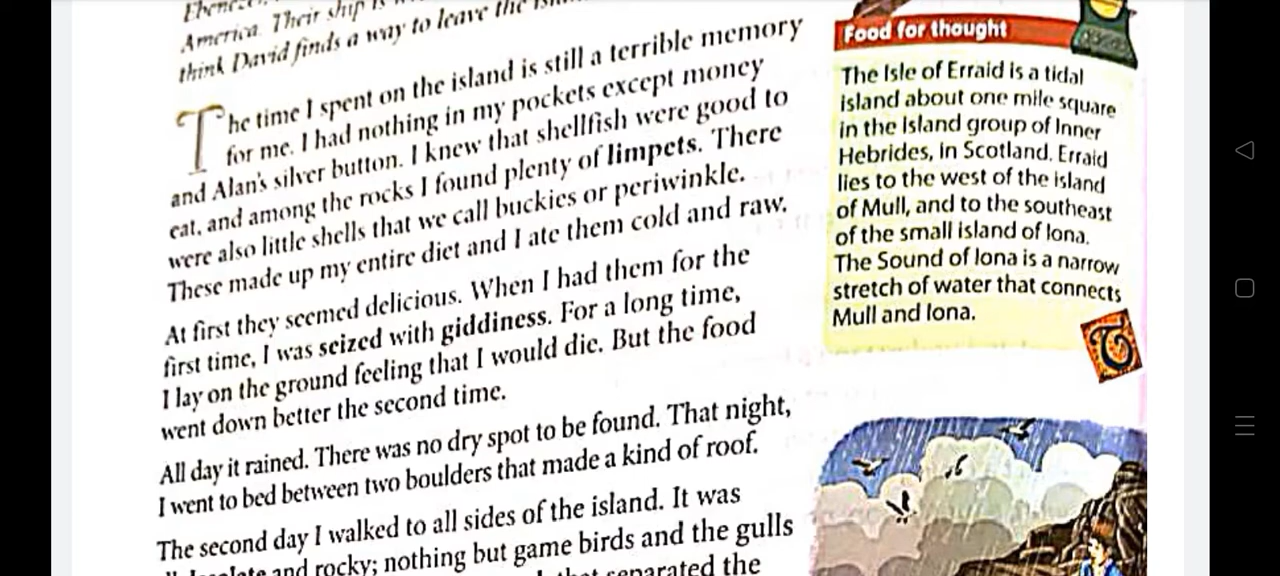 America. Their ship is
think David finds a way to leave the
The time I spent on the island is still a terrible memory
for me. I had nothing in my pockets except money
and Alan's silver button. I knew that shellfish were good to
eat, and among the rocks I found plenty of limpets. There
were also little shells that we call buckies or periwinkle.
These made up my entire diet and I ate them cold and raw.
At first they seemed delicious. When I had them for the
first time, I was seized with giddiness. For a long time,
I lay on the ground feeling that I would die. But the food
went down better the second time.
All day it rained. There was no dry spot to be found. That night,
I went to bed between two boulders that made a kind of roof.
The second day I walked to all sides of the island. It was
and rocky; nothing but game birds and the gulls
that separated the
Food for thought
The Isle of Erraid is a tidal
island about one mile square
in the Island group of Inner
Hebrides, in Scotland. Erraid
lies to the west of the island
of Mull, and to the southeast
of the small island of Iona.
The Sound of Iona is a narrow
stretch of water that connects
Mull and Iona.